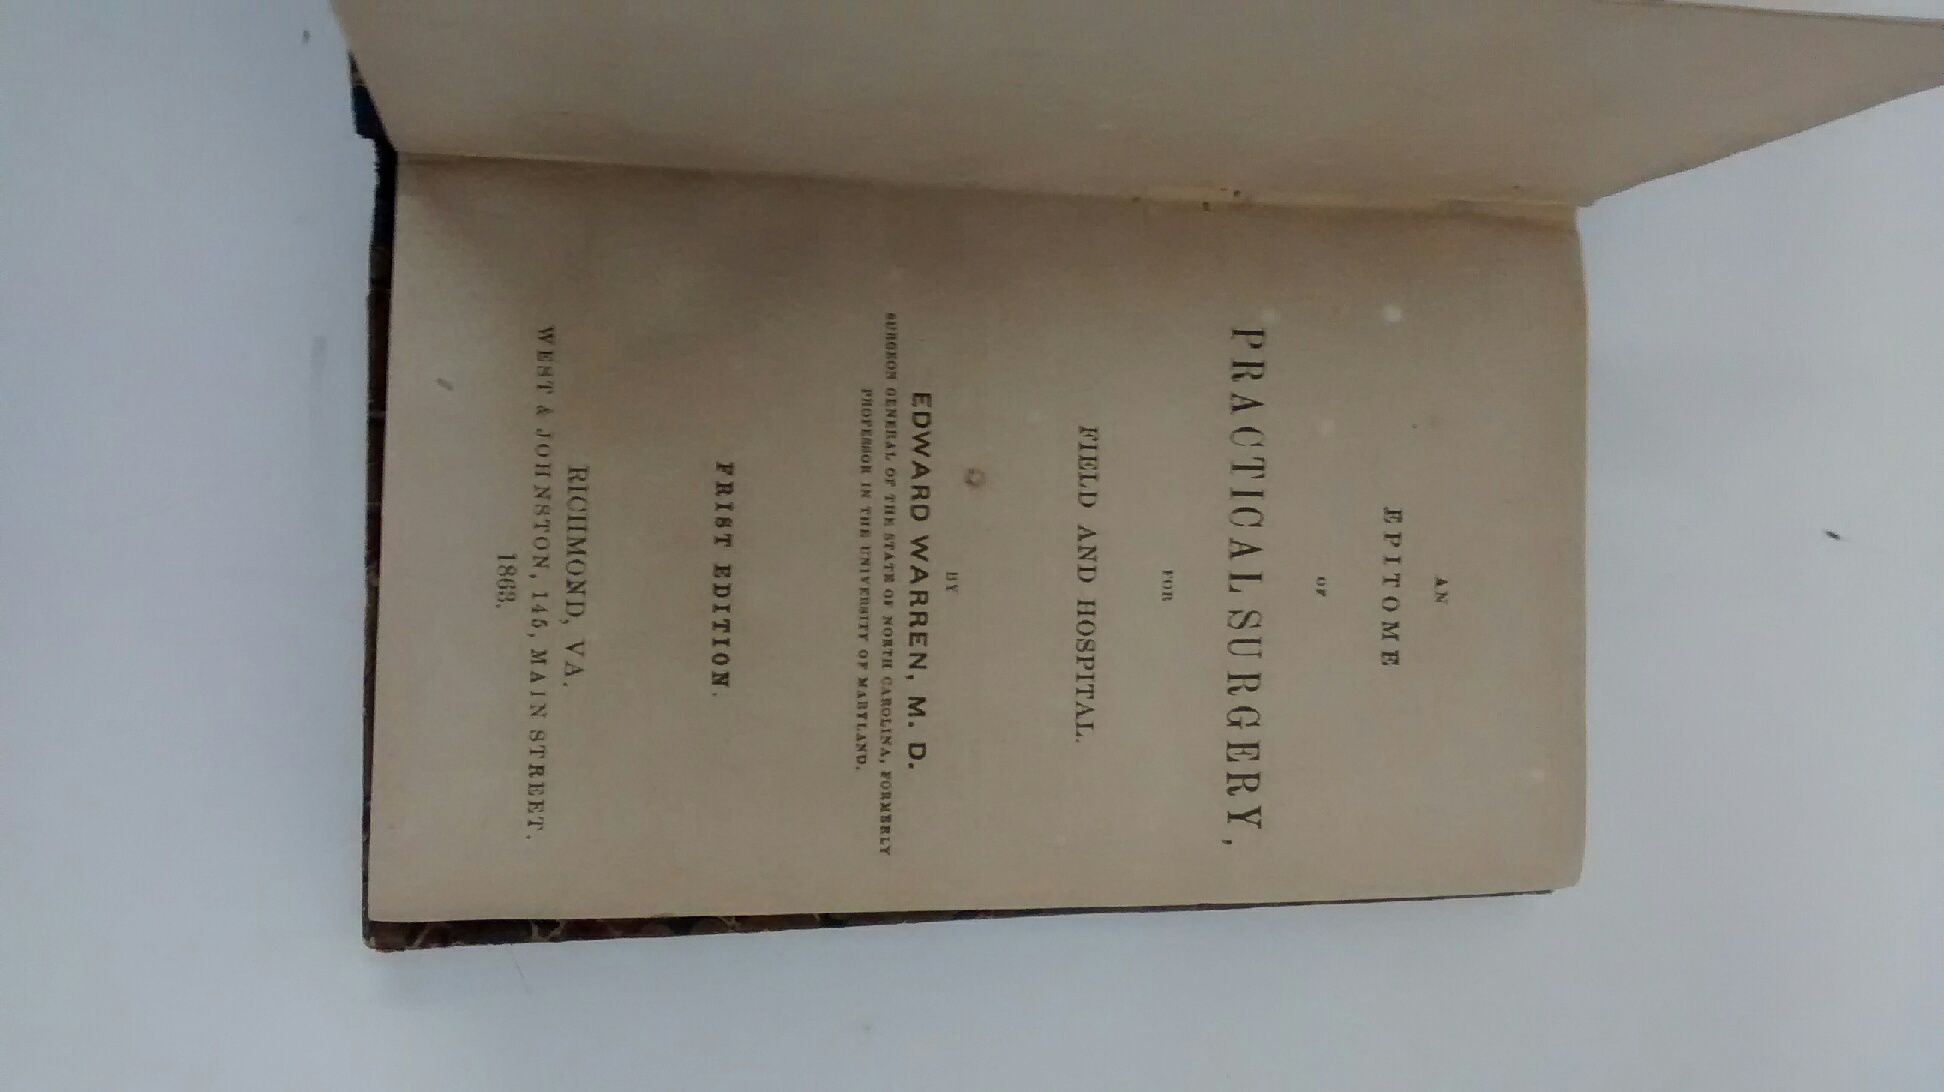 AN
EPITOME
OF
PRACTICAL SURGERY,
FOR
FIELD AND HOSPITAL.
BY
EDWARD WARREN, M. D.
SURGEON GENERAL OF THE STATE OF NORTH CAROLINA, FORMERLY
PROFESSOR IN THE UNIVERSITY OF MARYLAND.
FRIST EDITION.
RICHMOND, VA.
WEST & JOHNSTON, 145, MAIN STREET.
1863.